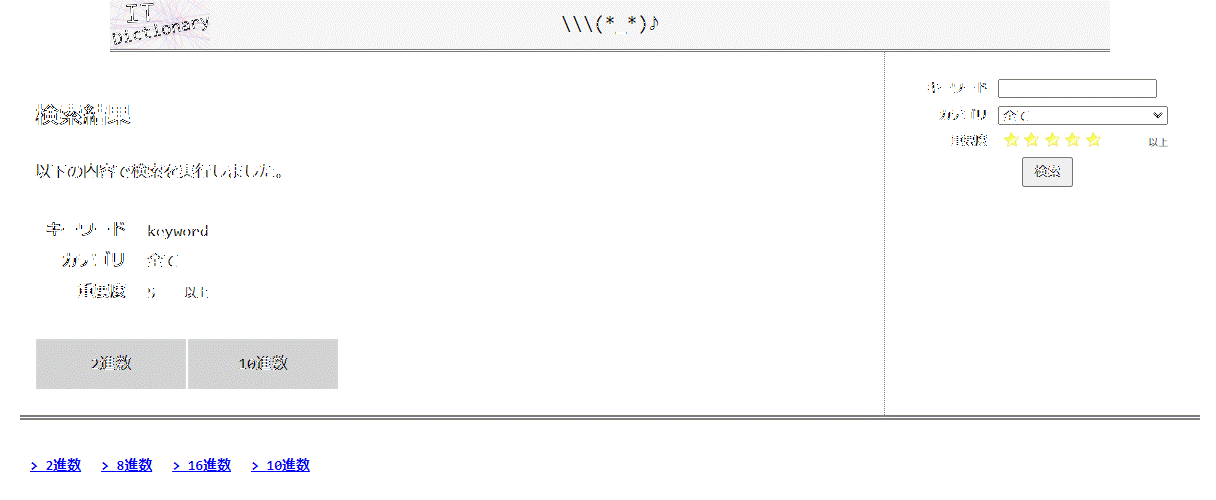 IT
Dictionary
\\\(*_*)♪
検索結果
以下の内容で検索を実行しました。
キーワード keyword
カテゴリ 全て
重要度 5 以上
2進数 10進数
キーワード
カテゴリ 全て
重要度 以上
検索
> 2進数 > 8進数 > 16進数 > 10進数